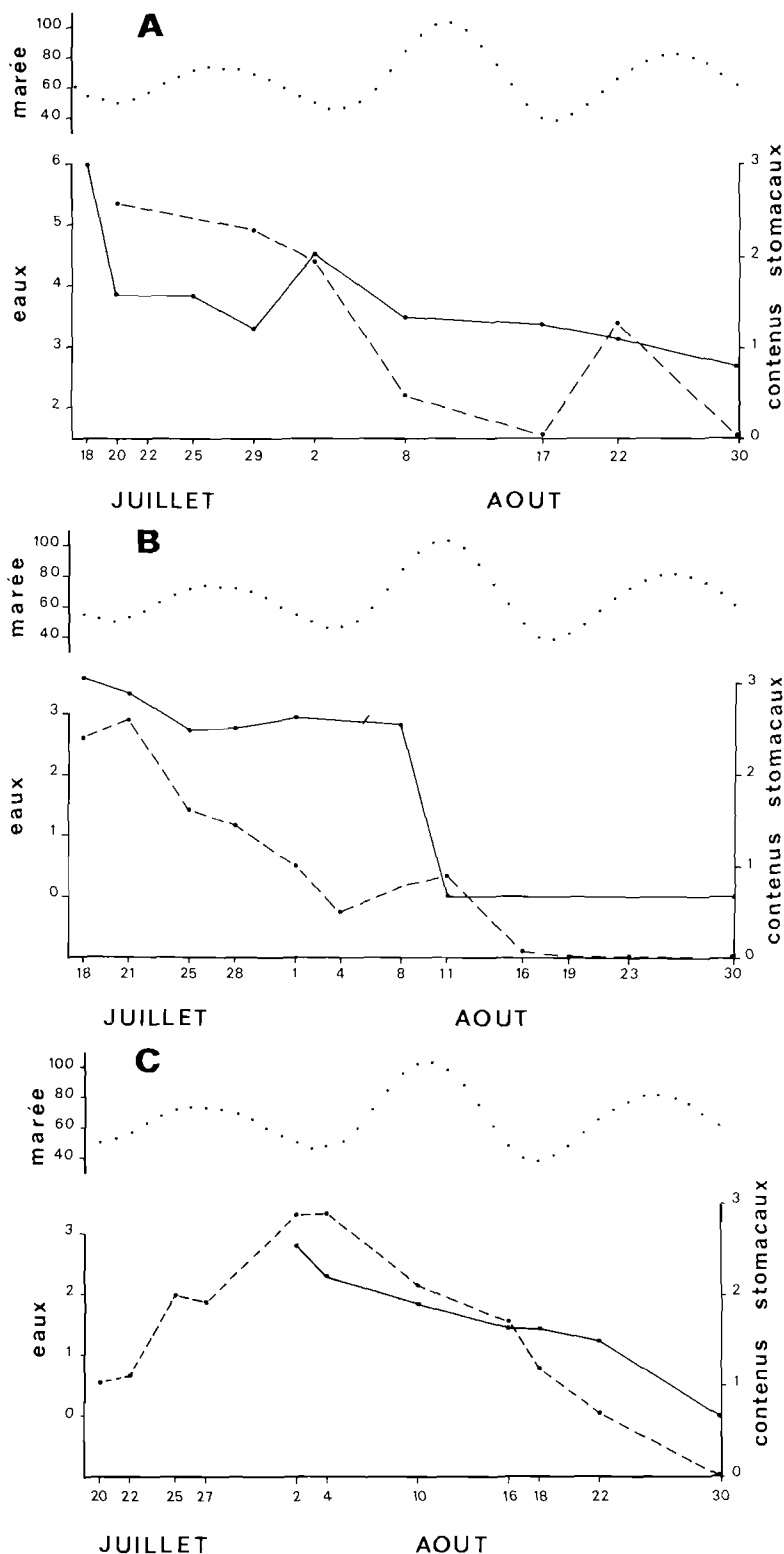 A
marée
100
80
60
40
eaux
6
5
4
3
2
contenus stomacaux
3
2
1
0
18 20 22 25 29 2 8 17 22 30
JUILLET AOUT
B
marée
100
80
60
40
eaux
3
2
1
0
contenus stomacaux
3
2
1
0
18 21 25 28 1 4 8 11 16 19 23 30
JUILLET AOUT
C
marée
100
80
60
40
eaux
3
2
1
0
contenus stomacaux
3
2
1
0
20 22 25 27 2 4 10 16 18 22 30
JUILLET AOUT